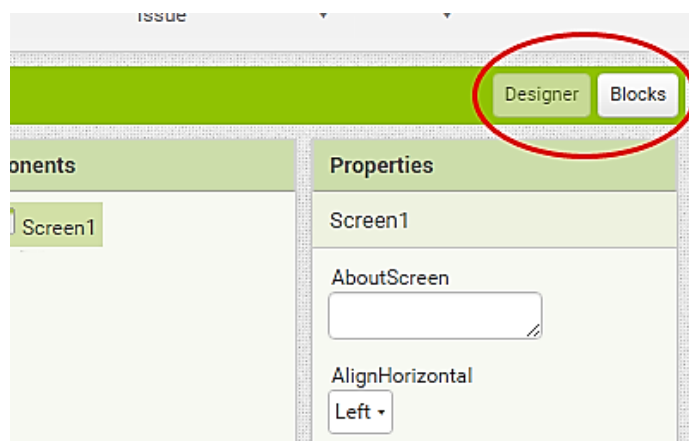 Issue
Designer Blocks
onents
Properties
Screen1
Screen1
AboutScreen
AlignHorizontal
Left